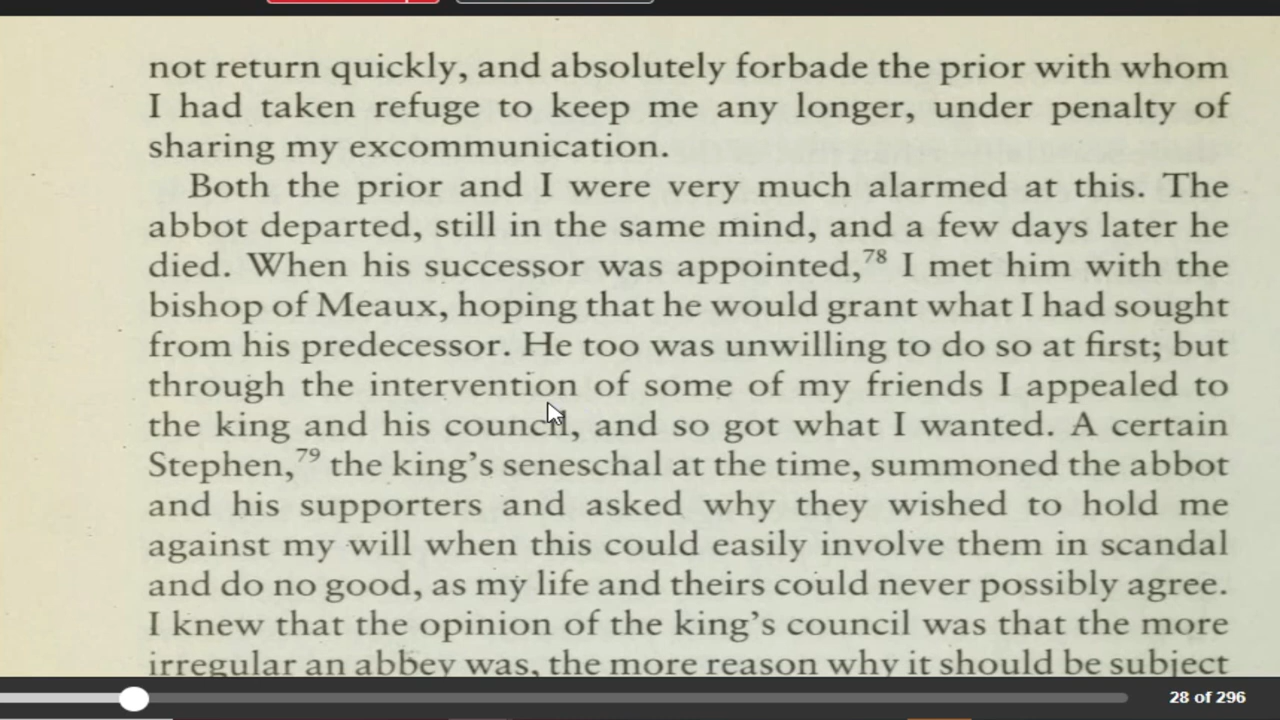 not return quickly, and absolutely forbade the prior with whom
I had taken refuge to keep me any longer, under penalty of
sharing my excommunication.
Both the prior and I were very much alarmed at this. The
abbot departed, still in the same mind, and a few days later he
died. When his successor was appointed,⁷⁸ I met him with the
bishop of Meaux, hoping that he would grant what I had sought
from his predecessor. He too was unwilling to do so at first; but
through the intervention of some of my friends I appealed to
the king and his council, and so got what I wanted. A certain
Stephen,⁷⁹ the king's seneschal at the time, summoned the abbot
and his supporters and asked why they wished to hold me
against my will when this could easily involve them in scandal
and do no good, as my life and theirs could never possibly agree.
I knew that the opinion of the king's council was that the more
irregular an abbey was, the more reason why it should be subject
28 of 296